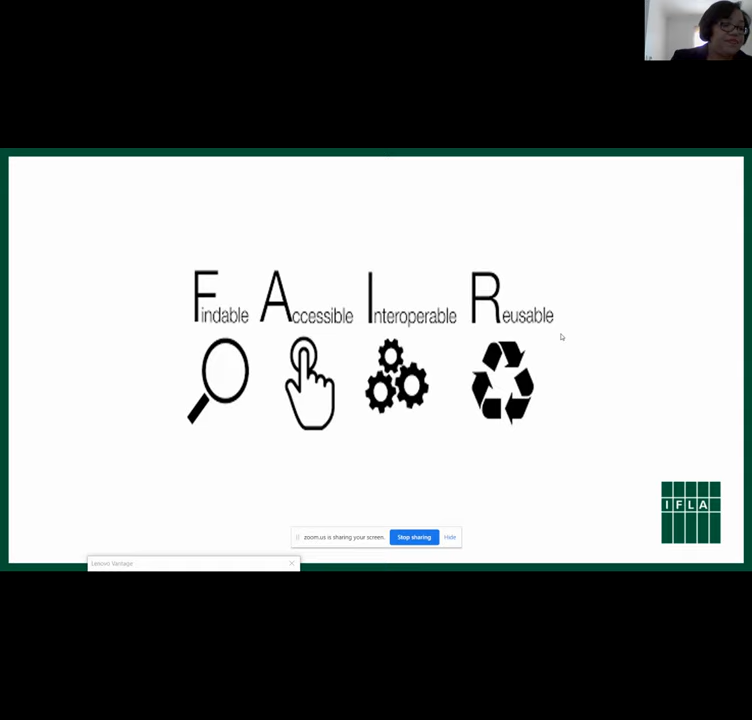 Findable Accessible Interoperable Reusable
IFLA
zoom.us is sharing your screen. Stop sharing Hide
Lenovo Vantage